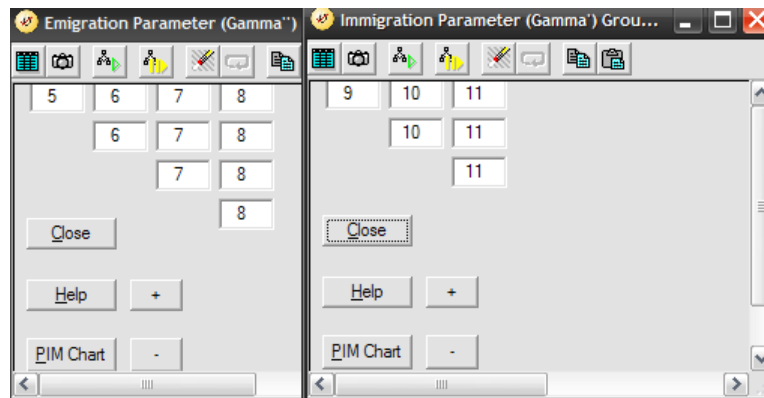 Emigration Parameter (Gamma'')
5 6 7 8
6 7 8
7 8
8
Close
Help +
PIM Chart -
Immigration Parameter (Gamma') Grou...
9 10 11
10 11
11
Close
Help +
PIM Chart -